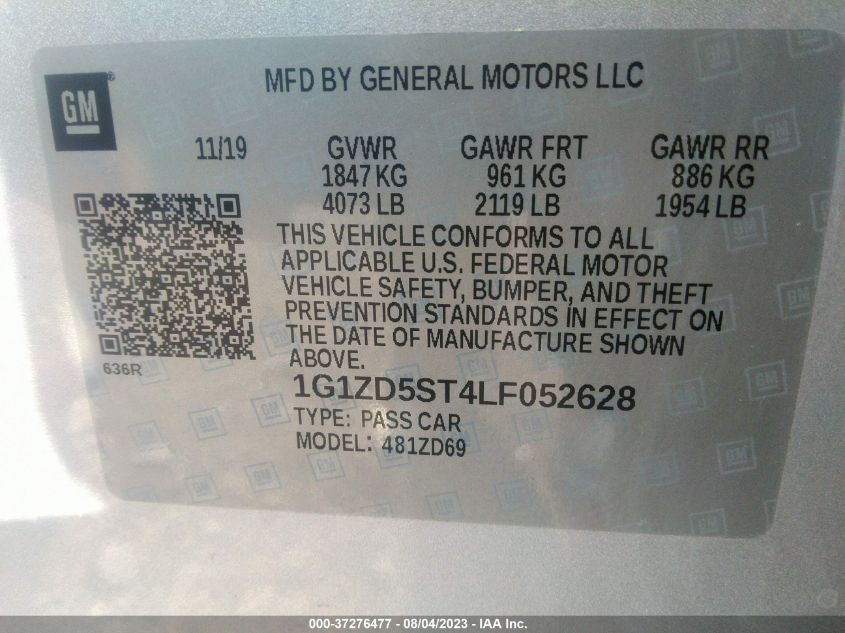 GM
MFD BY GENERAL MOTORS LLC
11/19 GVWR GAWR FRT GAWR RR
1847 KG 961 KG 886 KG
4073 LB 2119 LB 1954 LB
THIS VEHICLE CONFORMS TO ALL
APPLICABLE U.S. FEDERAL MOTOR
VEHICLE SAFETY, BUMPER, AND THEFT
PREVENTION STANDARDS IN EFFECT ON
THE DATE OF MANUFACTURE SHOWN
ABOVE.
636R
1G1ZD5ST4LF052628
TYPE: PASS CAR
MODEL: 481ZD69
000-37276477 - 08/04/2023 - IAA Inc.